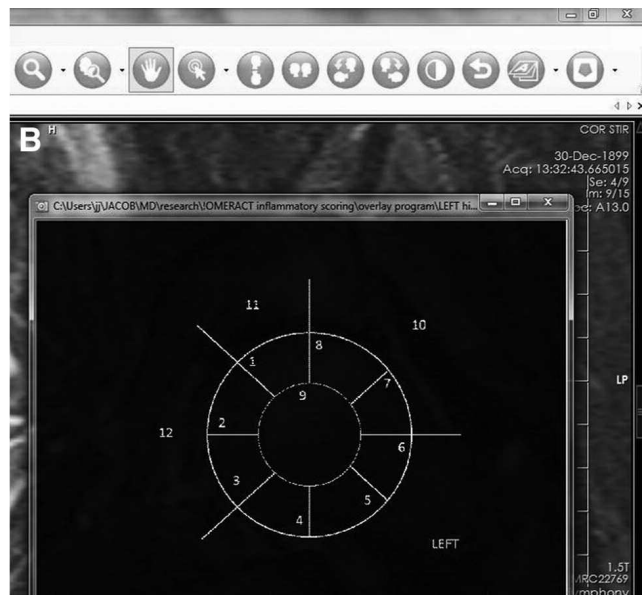 B
H
COR STIR
30-Dec-1899
Acq: 13:32:43.665015
Se: 4/9
Im: 9/15
A13.0
C:\Users\jj\JACOB\MD\research\!OMERACT inflammatory scoring\overlay program\LEFT hi...
11
10
1
8
7
9
LP
12
2
6
3
5
4
LEFT
1.5T
MRC22769